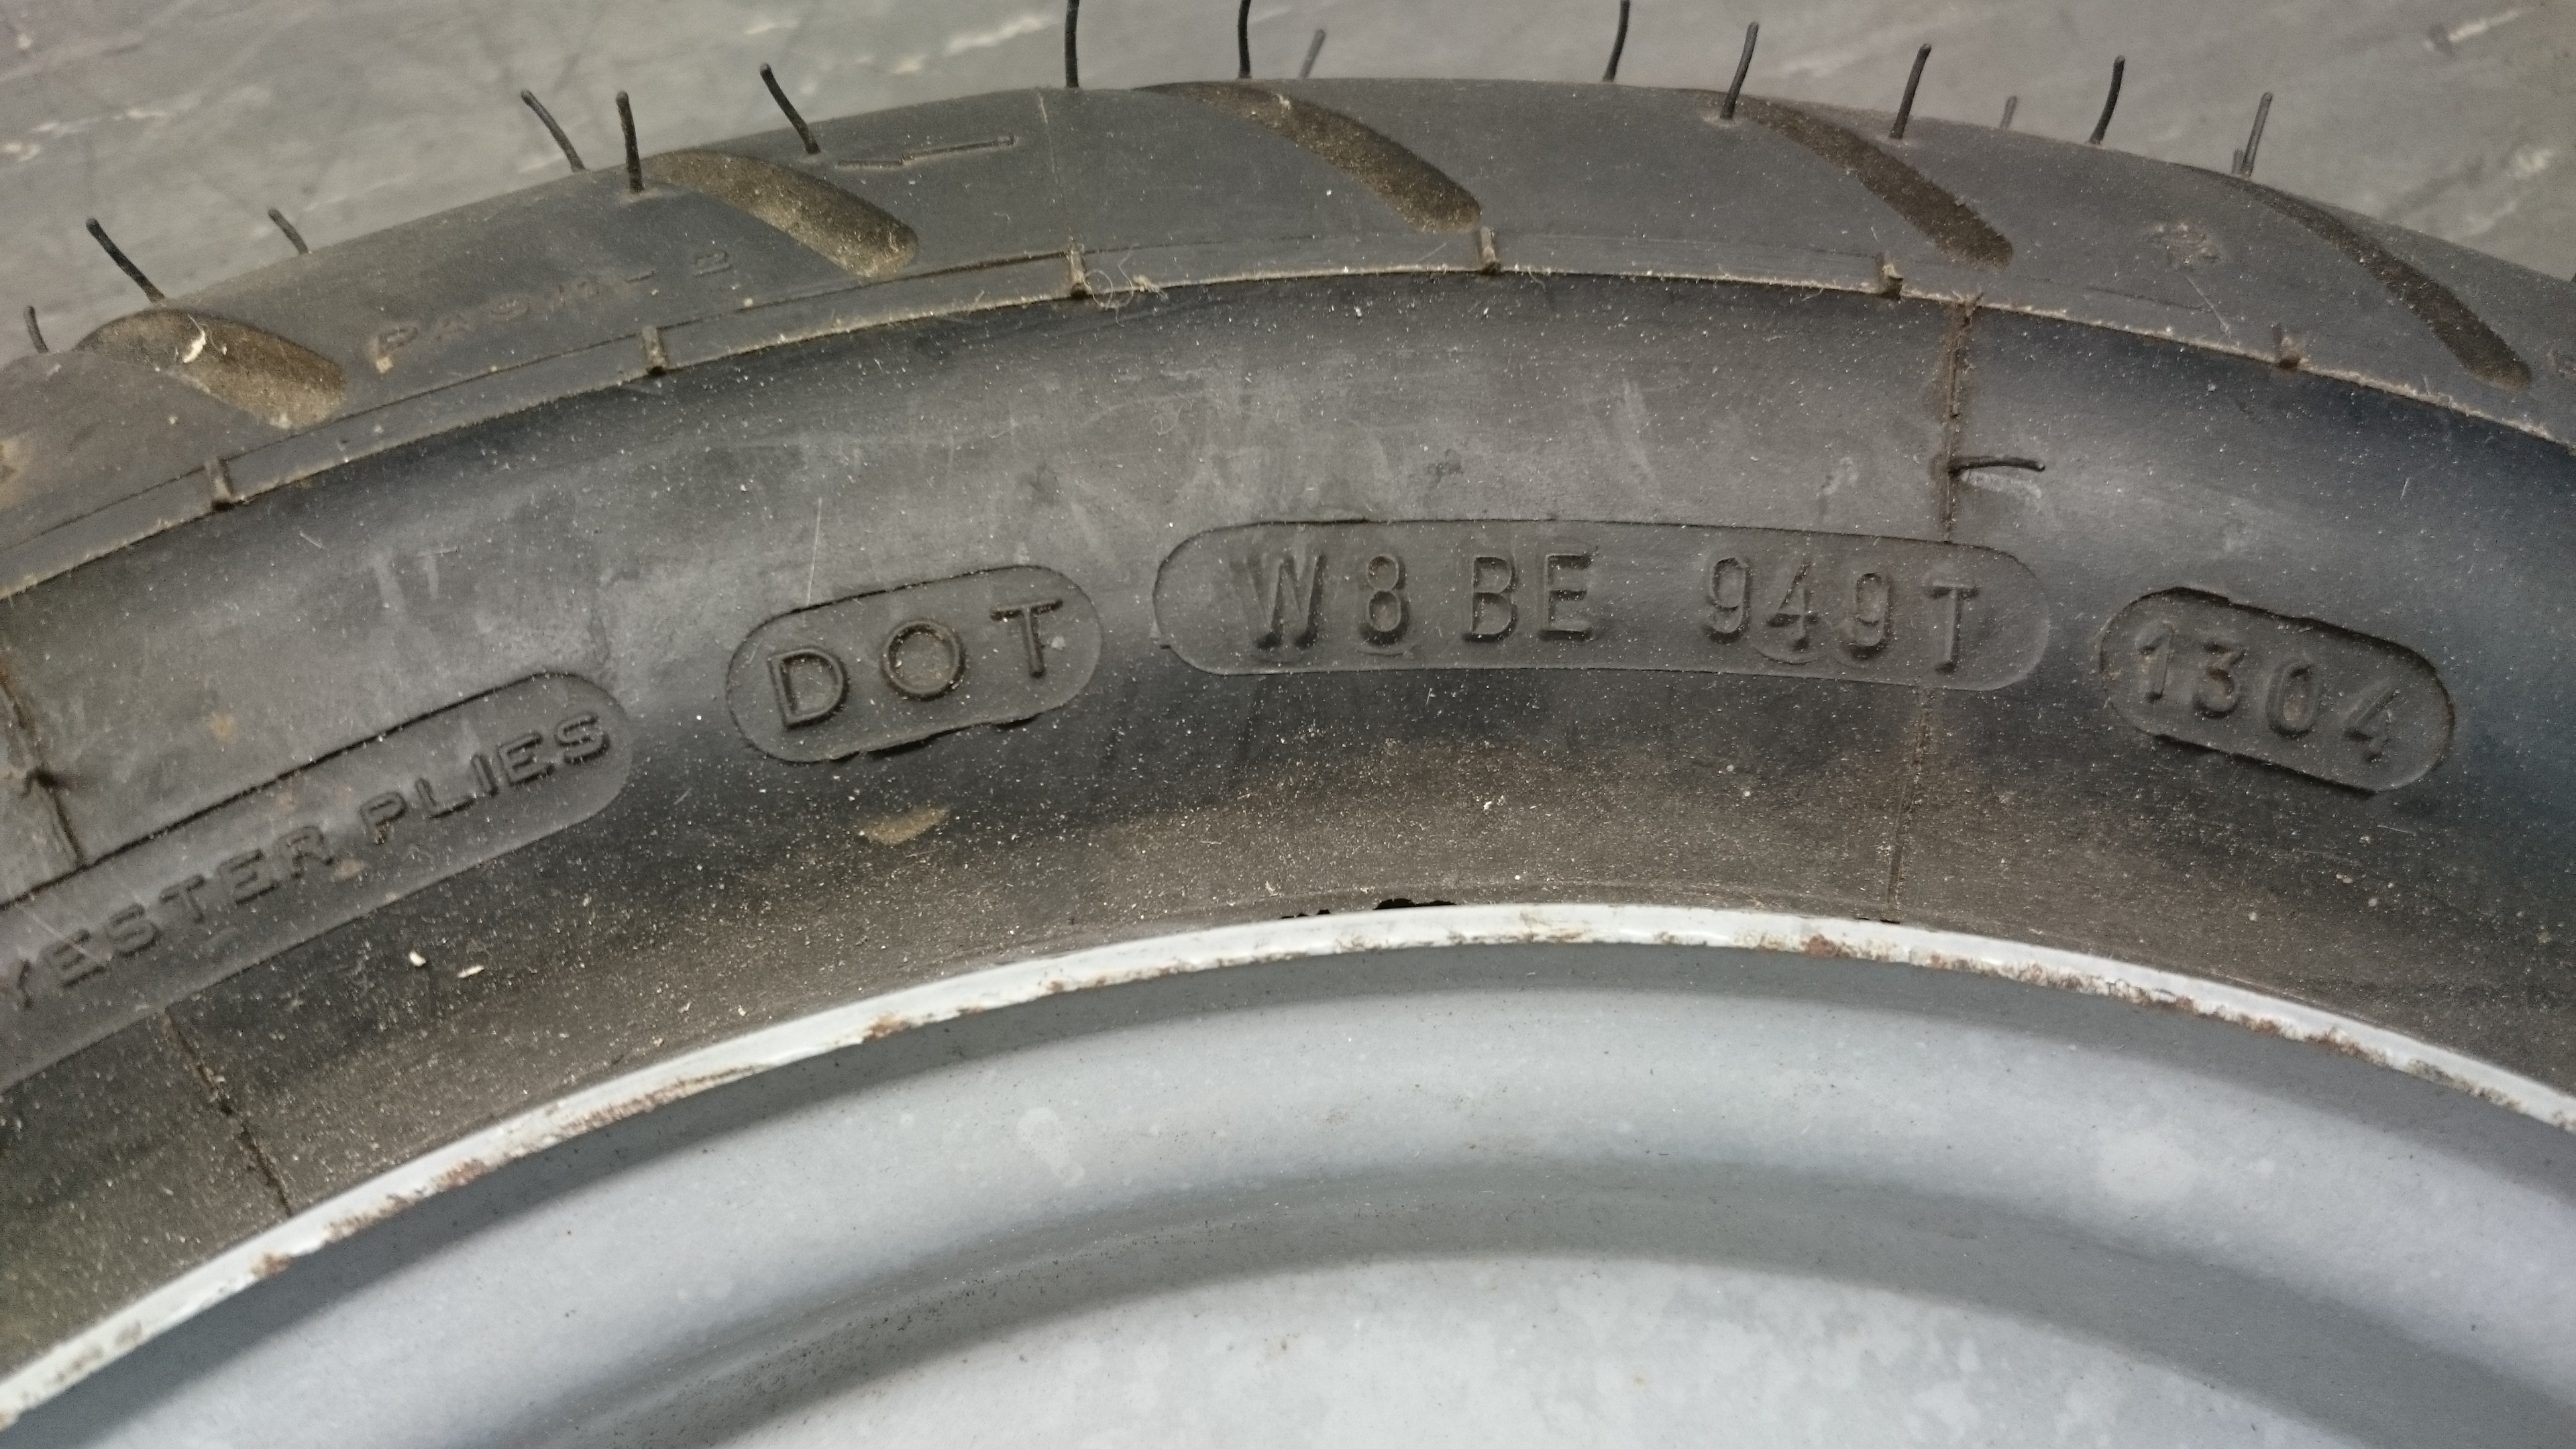 YESTER PLIES
DOT
W8 BE 949T
1304